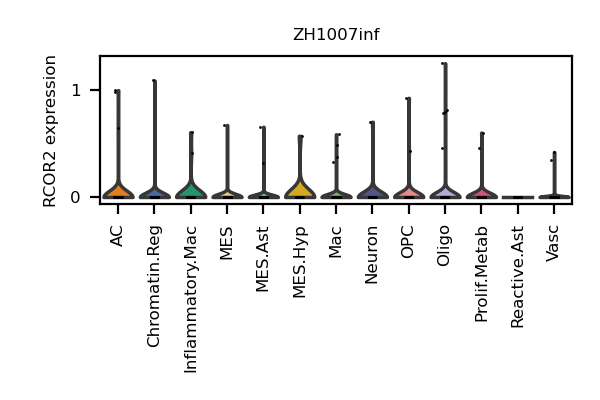 ZH1007inf
RCOR2 expression
1
0
AC
Chromatin.Reg
Inflammatory.Mac
MES
MES.Ast
MES.Hyp
Mac
Neuron
OPC
Oligo
Prolif.Metab
Reactive.Ast
Vasc